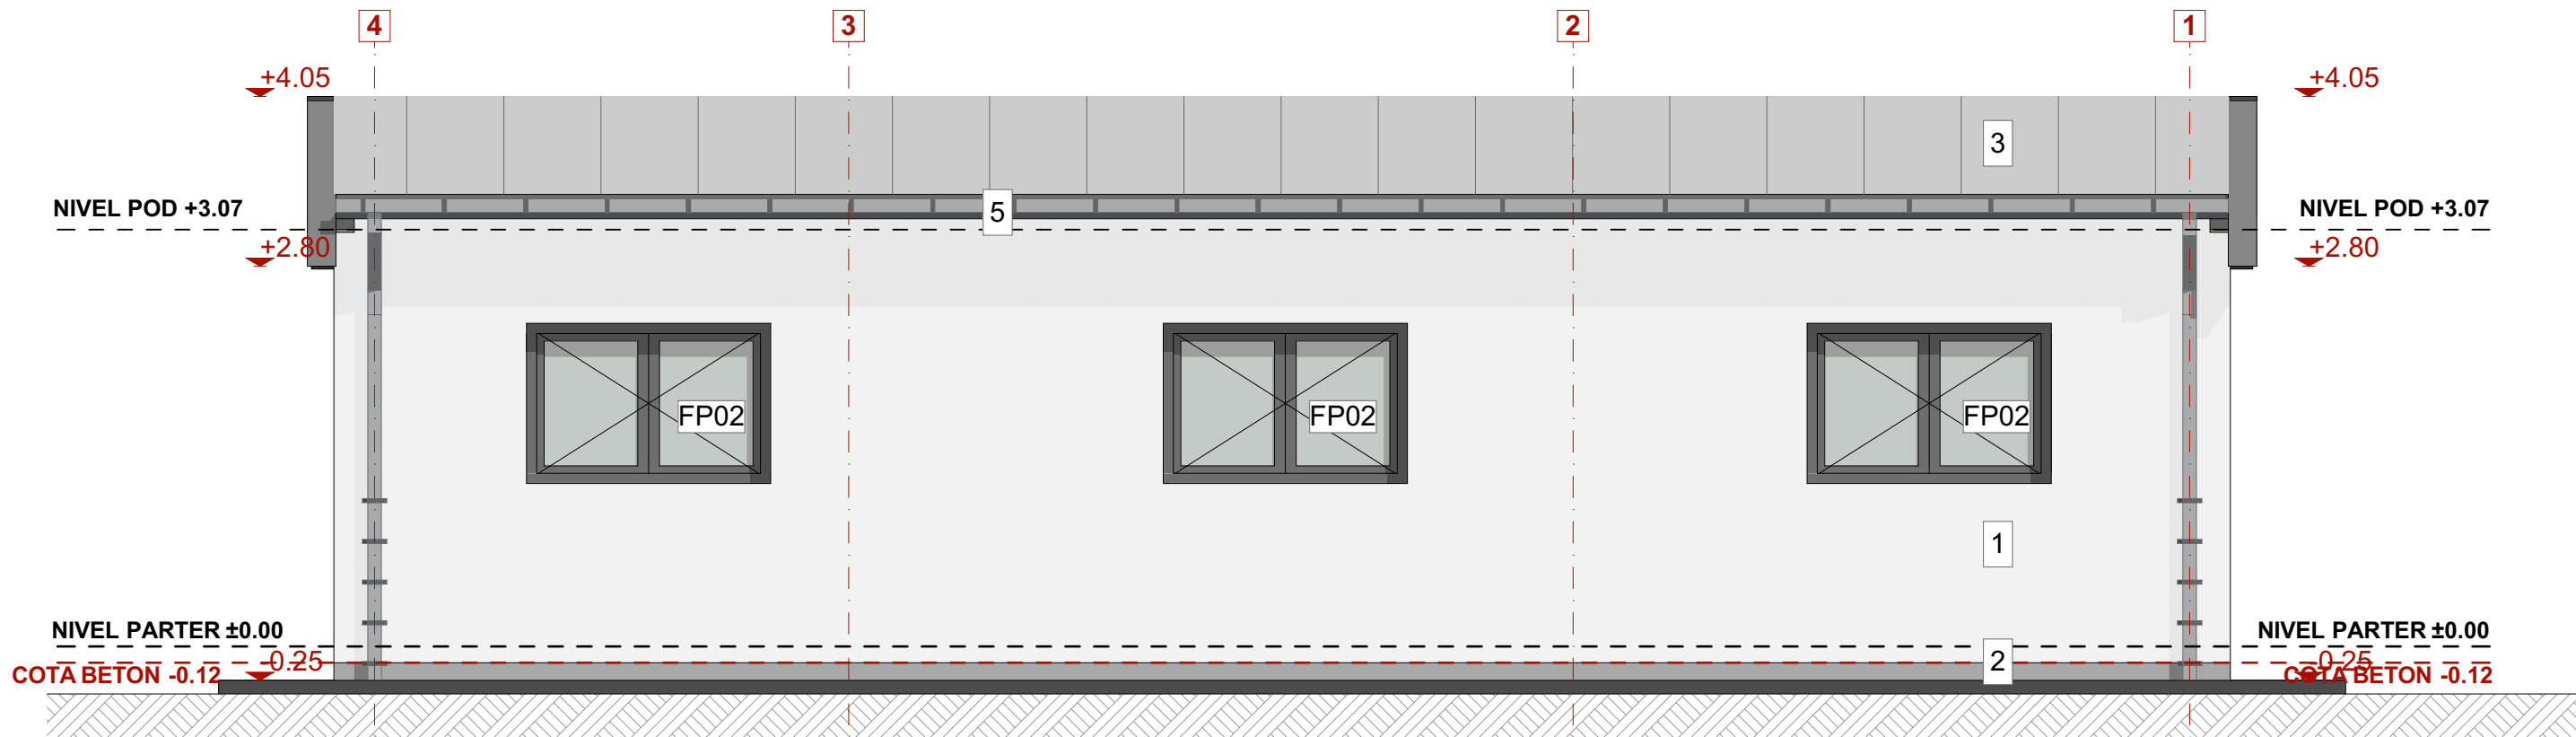 4 3 2 1
+4.05 +4.05
3
NIVEL POD +3.07 5 NIVEL POD +3.07
+2.80 +2.80
FP02 FP02 FP02
1
NIVEL PARTER ±0.00 NIVEL PARTER ±0.00
-0.25 2 -0.25
COTA BETON -0.12 COTA BETON -0.12